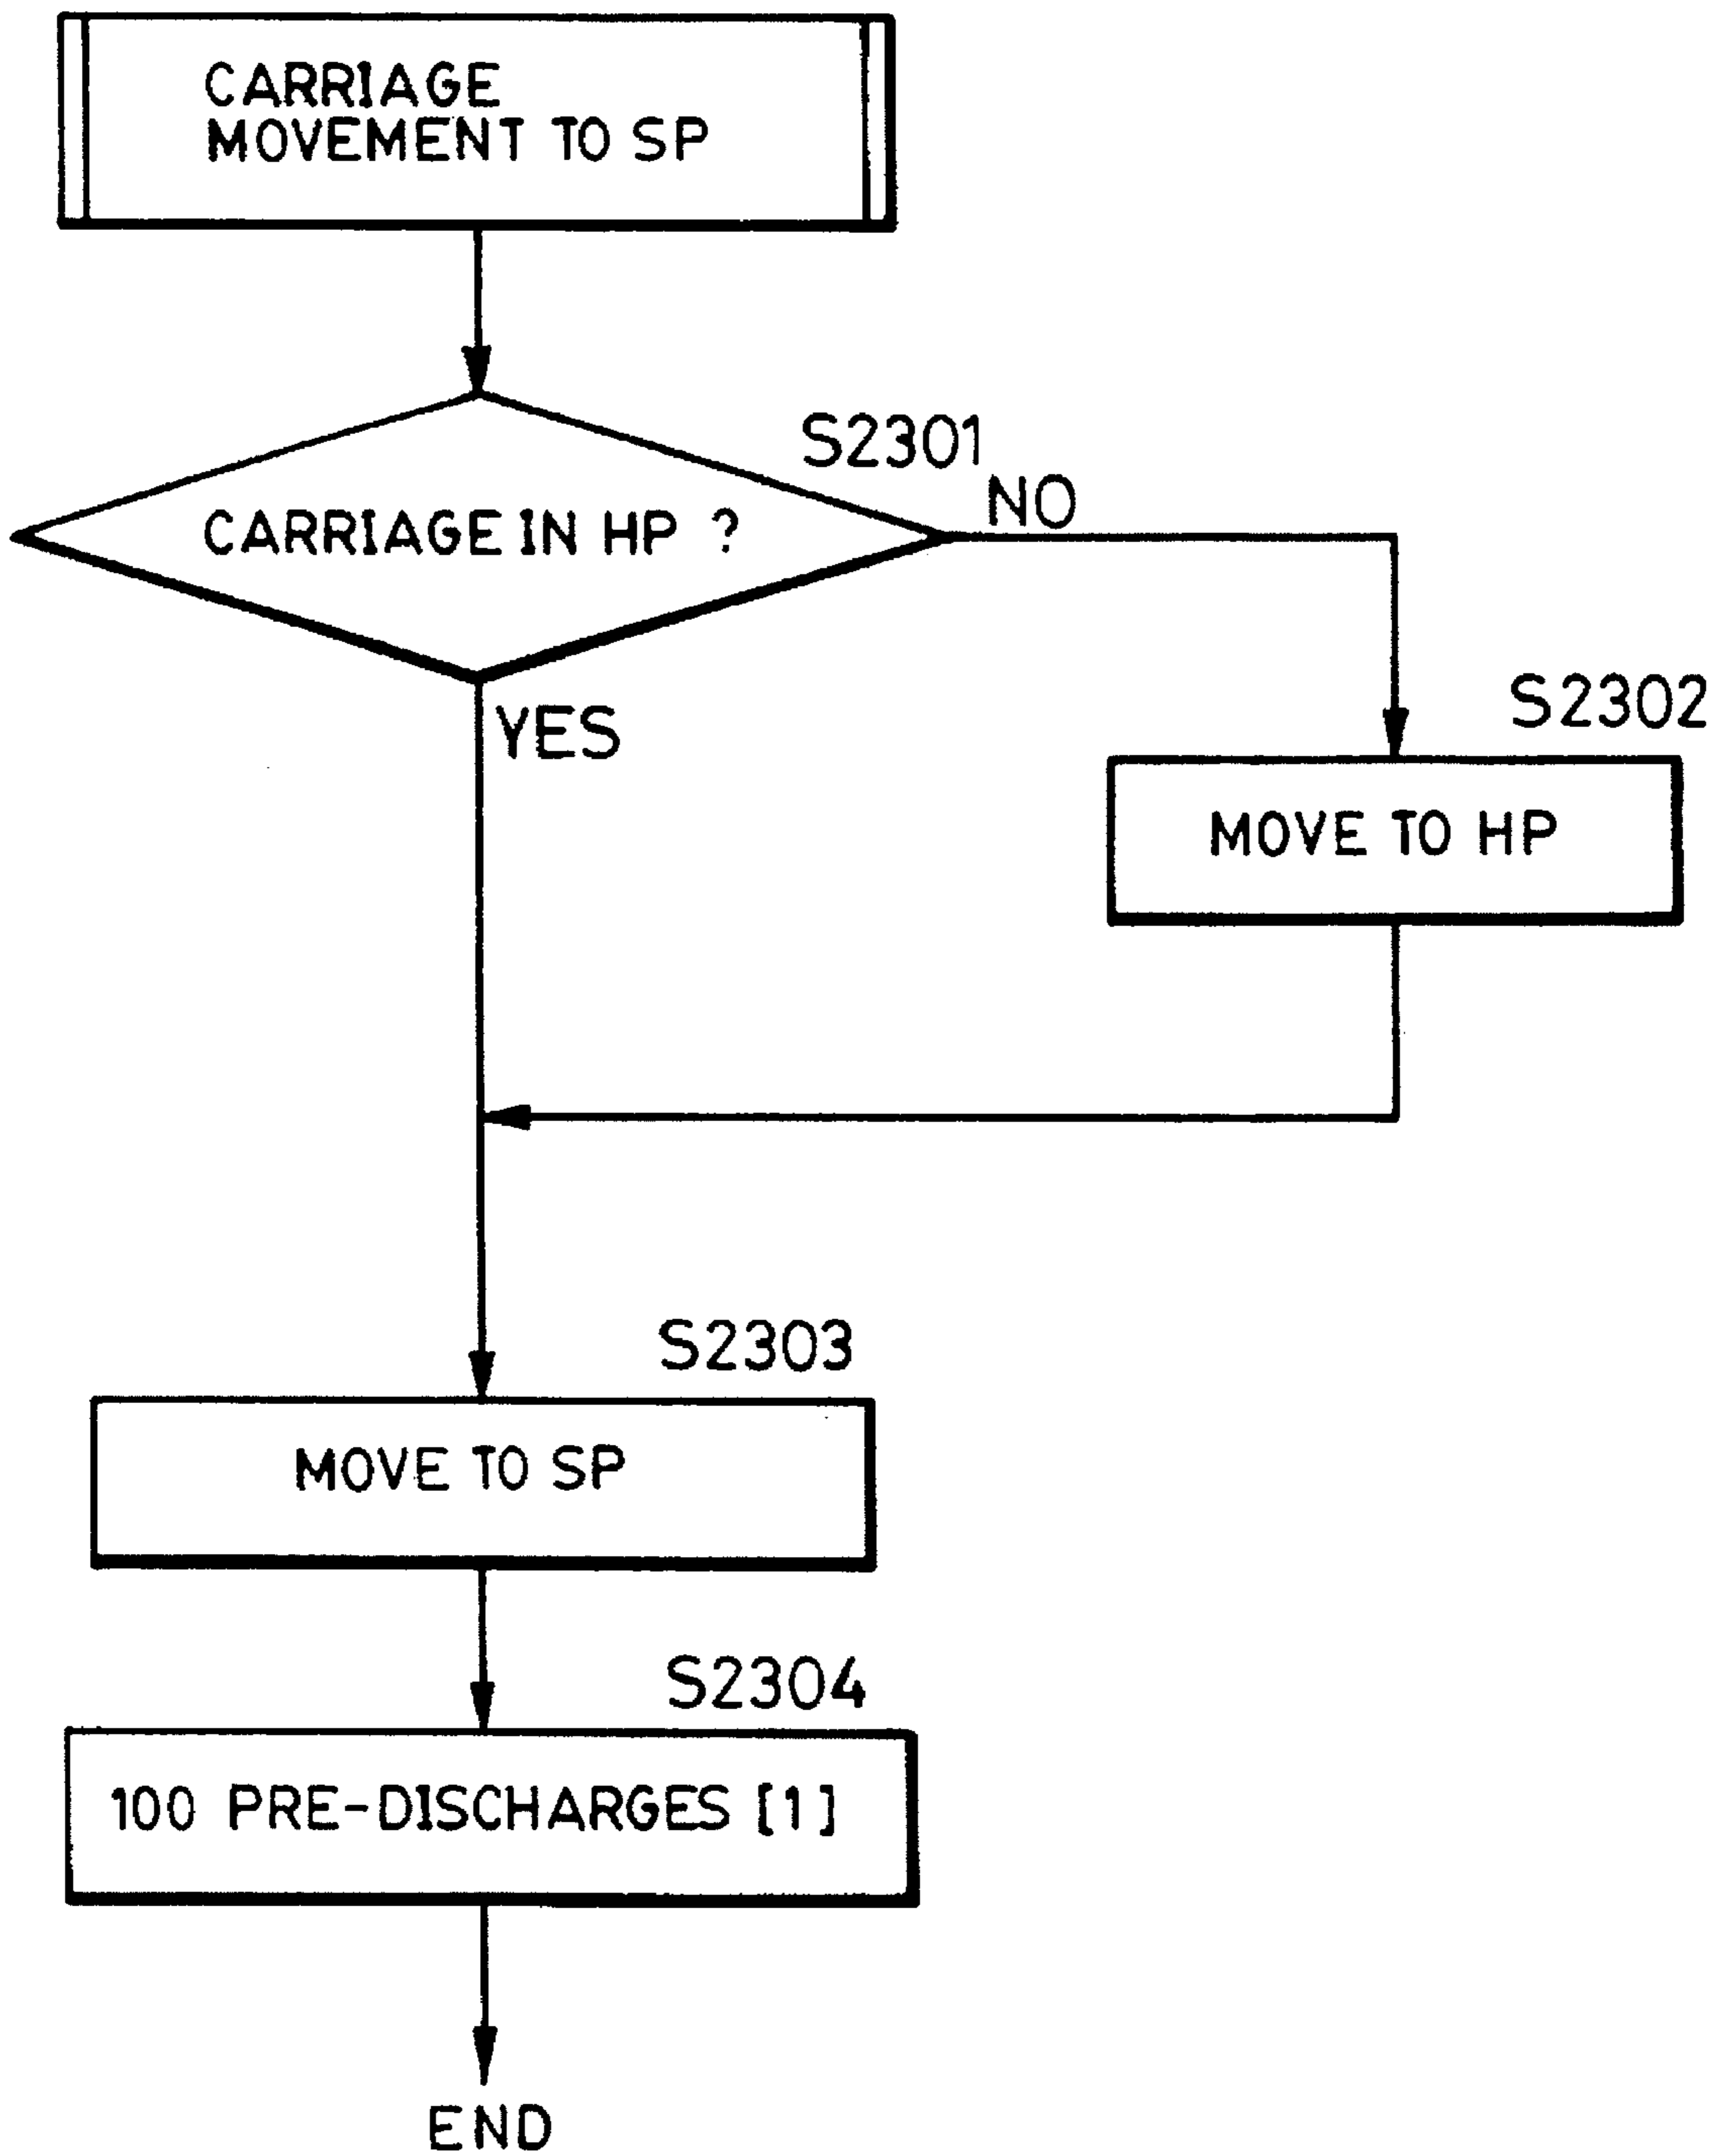 CARRIAGE
MOVEMENT TO SP
S2301
CARRIAGE IN HP ?
NO
YES
S2302
MOVE TO HP
S2303
MOVE TO SP
S2304
100 PRE-DISCHARGES [1]
END